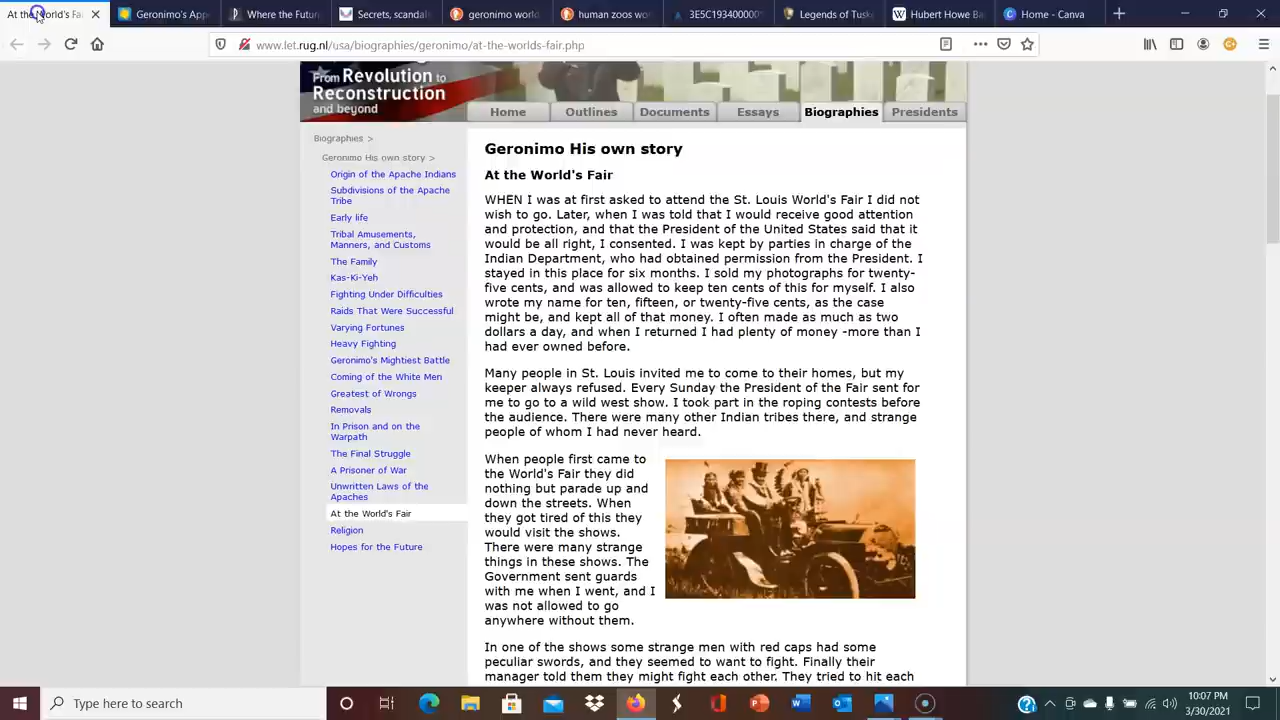 At the World's Fa
Geronimo's App
Where the Future
Secrets, scandals
geronimo world
human zoos wo
3E5C1934000005
Legends of Tuske
Hubert Howe Ba
Home - Canva
www.let.rug.nl/usa/biographies/geronimo/at-the-worlds-fair.php
From Revolution to
Reconstruction
and beyond
Home
Outlines
Documents
Essays
Biographies
Presidents
Biographies >
Geronimo His own story >
Origin of the Apache Indians
Subdivisions of the Apache
Tribe
Early life
Tribal Amusements,
Manners, and Customs
The Family
Kas-Ki-Yeh
Fighting Under Difficulties
Raids That Were Successful
Varying Fortunes
Heavy Fighting
Geronimo's Mightiest Battle
Coming of the White Men
Greatest of Wrongs
Removals
In Prison and on the
Warpath
The Final Struggle
A Prisoner of War
Unwritten Laws of the
Apaches
At the World's Fair
Religion
Hopes for the Future
Geronimo His own story
At the World's Fair
WHEN I was at first asked to attend the St. Louis World's Fair I did not
wish to go. Later, when I was told that I would receive good attention
and protection, and that the President of the United States said that it
would be all right, I consented. I was kept by parties in charge of the
Indian Department, who had obtained permission from the President. I
stayed in this place for six months. I sold my photographs for twenty-
five cents, and was allowed to keep ten cents of this for myself. I also
wrote my name for ten, fifteen, or twenty-five cents, as the case
might be, and kept all of that money. I often made as much as two
dollars a day, and when I returned I had plenty of money -more than I
had ever owned before.
Many people in St. Louis invited me to come to their homes, but my
keeper always refused. Every Sunday the President of the Fair sent for
me to go to a wild west show. I took part in the roping contests before
the audience. There were many other Indian tribes there, and strange
people of whom I had never heard.
When people first came to
the World's Fair they did
nothing but parade up and
down the streets. When
they got tired of this they
would visit the shows.
There were many strange
things in these shows. The
Government sent guards
with me when I went, and I
was not allowed to go
anywhere without them.
In one of the shows some strange men with red caps had some
peculiar swords, and they seemed to want to fight. Finally their
manager told them they might fight each other. They tried to hit each
Type here to search
10:07 PM
3/30/2021